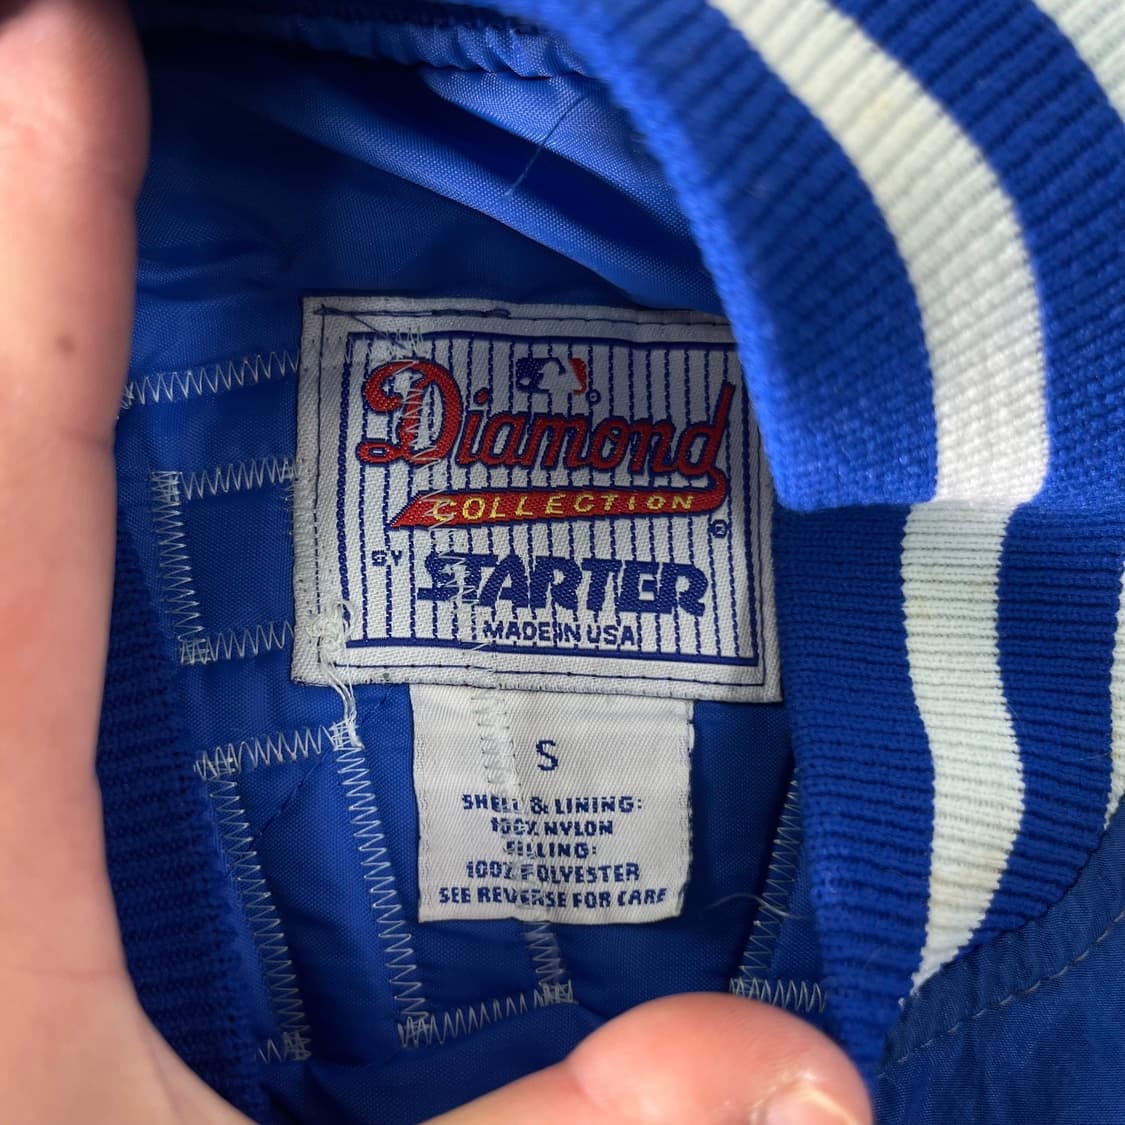 Diamond
COLLECTION
BY
STARTER
MADE IN USA
S
SHELL & LINING:
100% NYLON
FILLING:
100% POLYESTER
SEE REVERSE FOR CARE